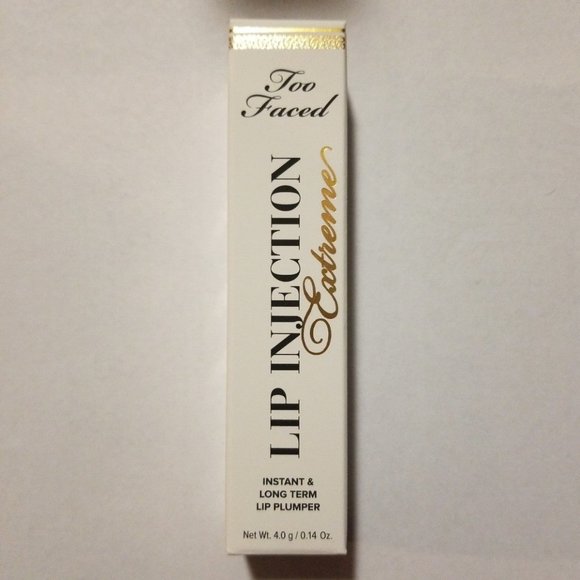 Too
Faced
LIP INJECTION
Extreme
INSTANT &
LONG TERM
LIP PLUMPER
Net Wt. 4.0 g / 0.14 Oz.